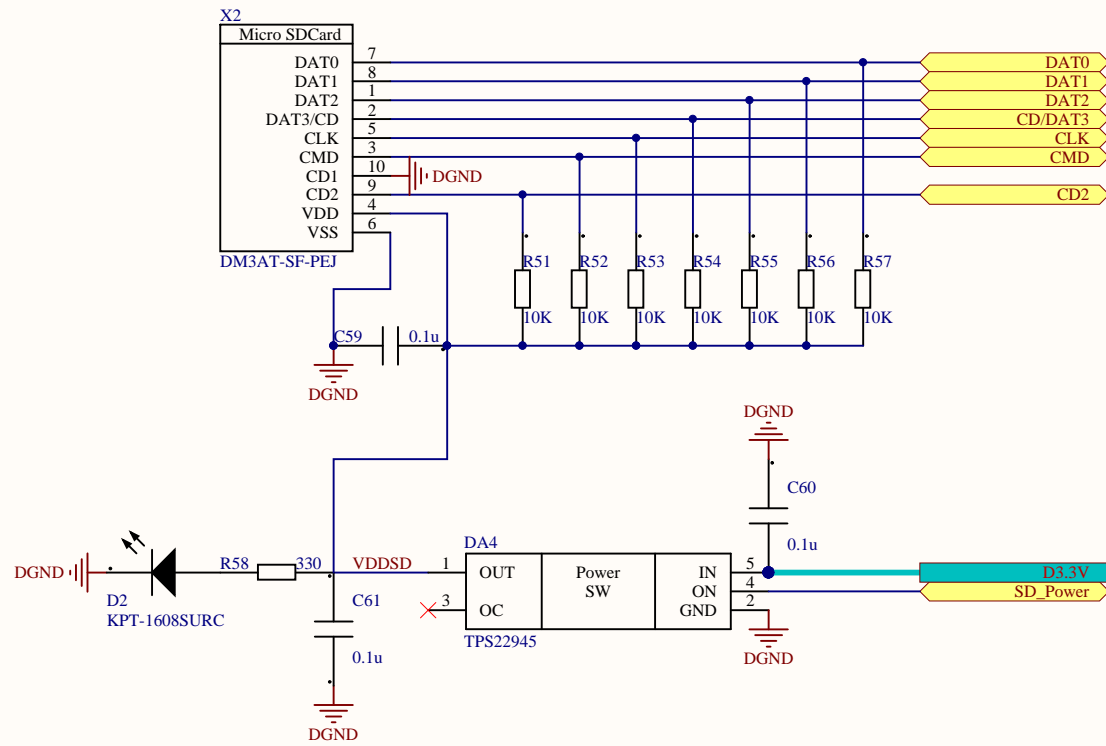 X2
Micro SDCard
DAT0 7 DAT0
DAT1 8 DAT1
DAT2 1 DAT2
DAT3/CD 2 CD/DAT3
CLK 5 CLK
CMD 3 CMD
CD1 10 DGND
CD2 9 CD2
VDD 4
VSS 6
DM3AT-SF-PEJ
R51 R52 R53 R54 R55 R56 R57
10K 10K 10K 10K 10K 10K 10K
C59 0.1u
DGND
DGND
C60
0.1u
DA4
DGND R58 330 VDDSD 1 OUT Power SW IN 5 D3.3V
ON 4 SD_Power
3 OC GND 2
D2
KPT-1608SURC
C61
TPS22945
0.1u
DGND
DGND